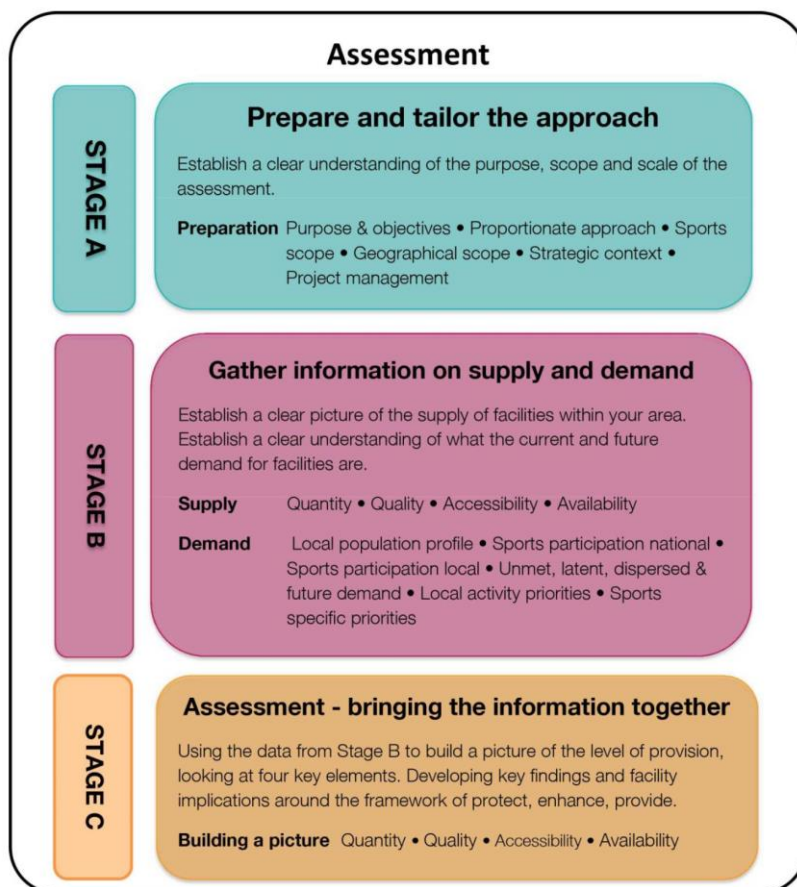 Assessment
STAGE A
Prepare and tailor the approach
Establish a clear understanding of the purpose, scope and scale of the
assessment.
Preparation Purpose & objectives • Proportionate approach • Sports
scope • Geographical scope • Strategic context •
Project management
STAGE B
Gather information on supply and demand
Establish a clear picture of the supply of facilities within your area.
Establish a clear understanding of what the current and future
demand for facilities are.
Supply Quantity • Quality • Accessibility • Availability
Demand Local population profile • Sports participation national •
Sports participation local • Unmet, latent, dispersed &
future demand • Local activity priorities • Sports
specific priorities
STAGE C
Assessment - bringing the information together
Using the data from Stage B to build a picture of the level of provision,
looking at four key elements. Developing key findings and facility
implications around the framework of protect, enhance, provide.
Building a picture Quantity • Quality • Accessibility • Availability